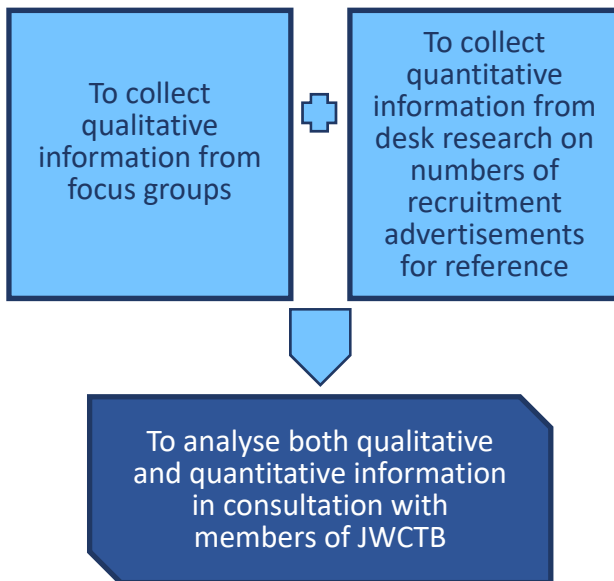 To collect
qualitative
information from
focus groups
To collect
quantitative
information from
desk research on
numbers of
recruitment
advertisements
for reference
To analyse both qualitative
and quantitative information
in consultation with
members of JWCTB